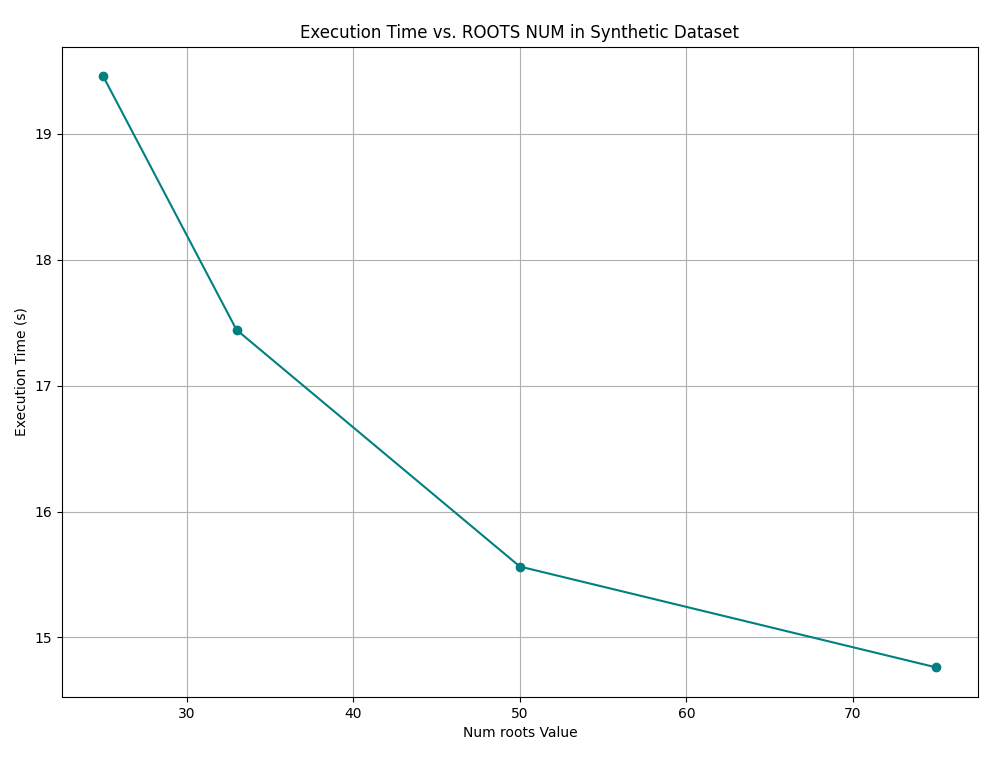 Execution Time vs. ROOTS NUM in Synthetic Dataset
19
18
17
16
15
Execution Time (s)
30 40 50 60 70
Num roots Value